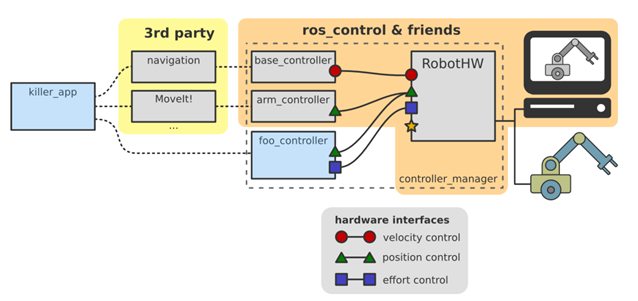 3rd party
ros_control & friends
navigation
base_controller
RobotHW
killer_app
MoveIt!
arm_controller
...
foo_controller
controller_manager
hardware interfaces
velocity control
position control
effort control